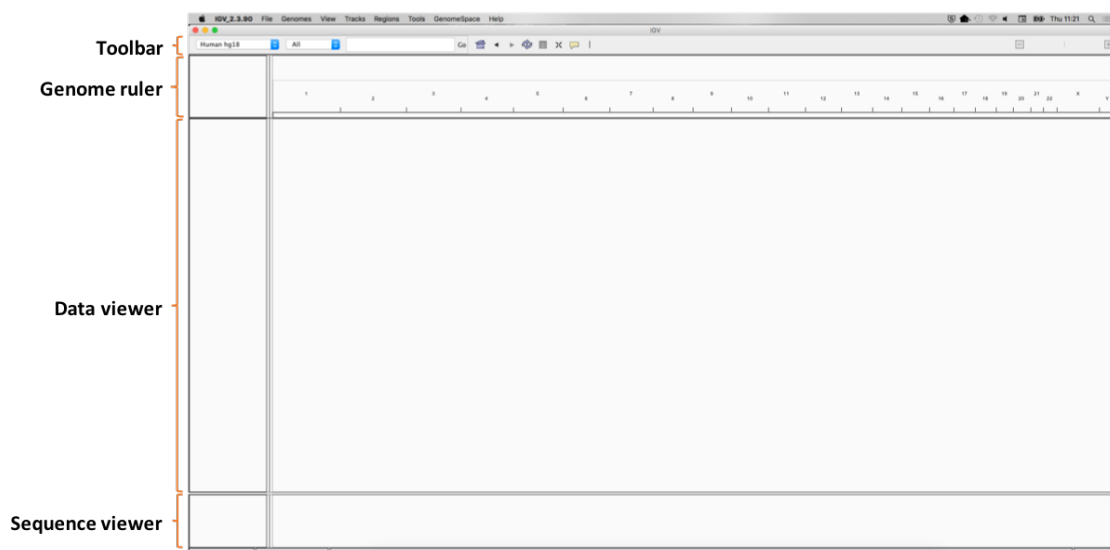 IGV_2.3.90 File Genomes View Tracks Regions Tools GenomeSpace Help Thu 11:21
IGV
Toolbar
Human hg18 All Go
Genome ruler
1 2 3 4 5 6 7 8 9 10 11 12 13 14 15 16 17 18 19 20 21 22 X Y
Data viewer
Sequence viewer